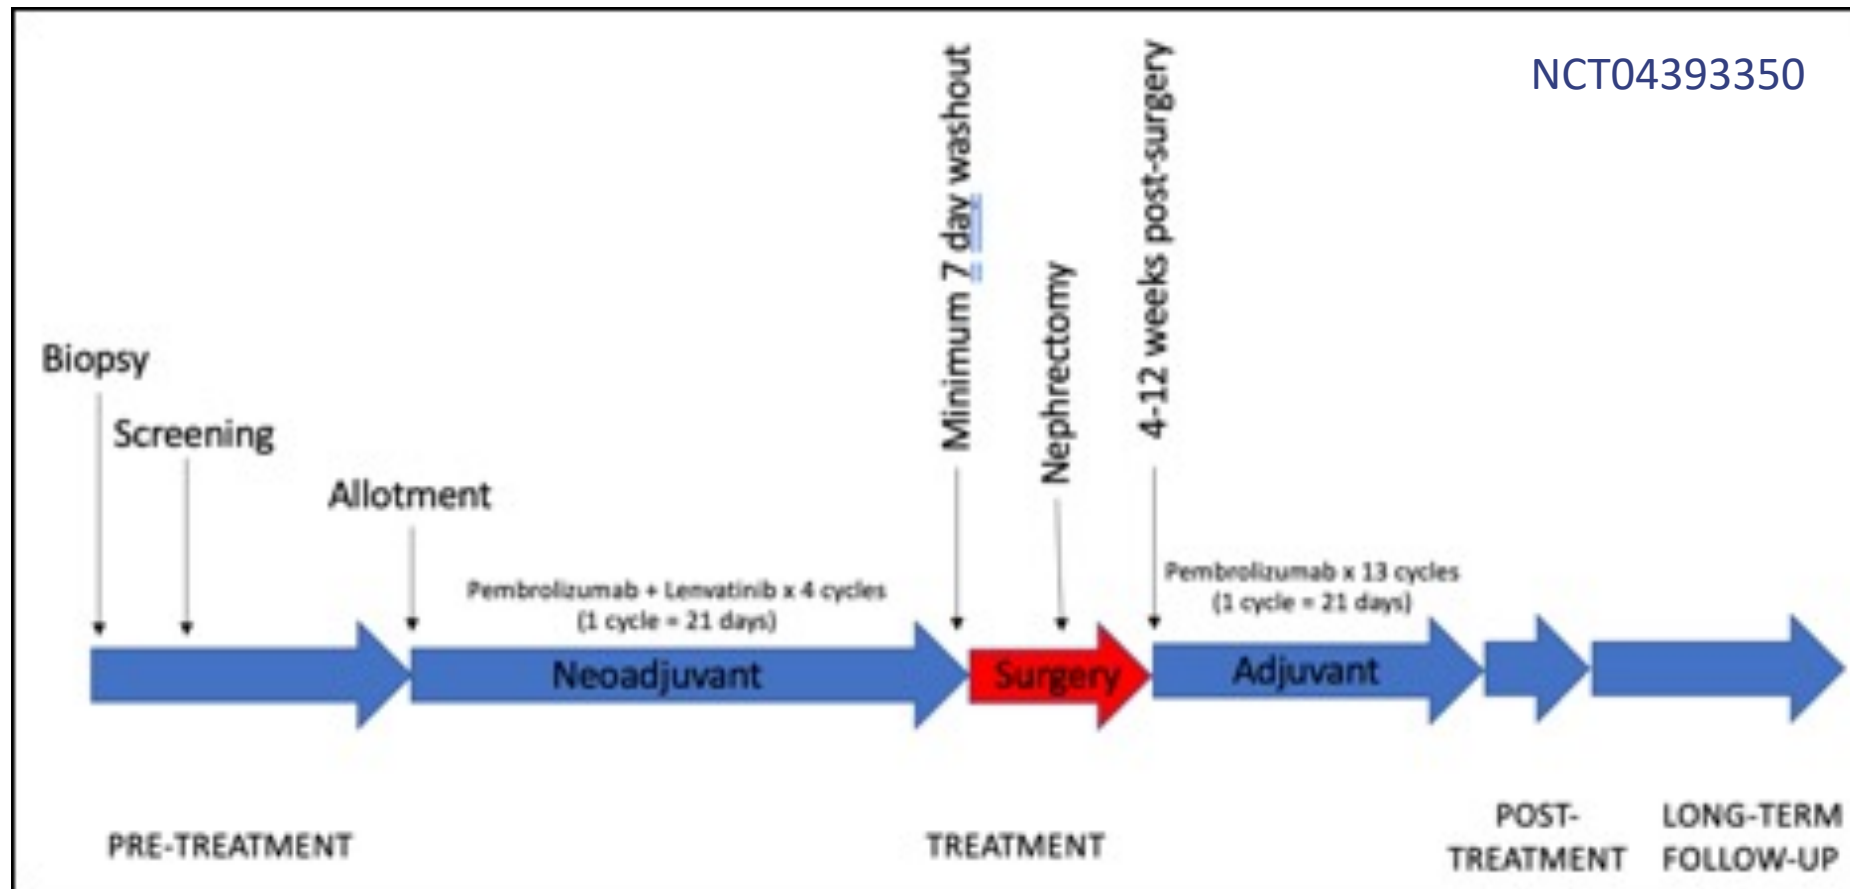 NCT04393350
Biopsy
Screening
Allotment
Minimum 7 day washout
Nephrectomy
4-12 weeks post-surgery
Pembrolizumab + Lenvatinib x 4 cycles
(1 cycle = 21 days)
Pembrolizumab x 13 cycles
(1 cycle = 21 days)
Neoadjuvant
Surgery
Adjuvant
PRE-TREATMENT
TREATMENT
POST-
TREATMENT
LONG-TERM
FOLLOW-UP